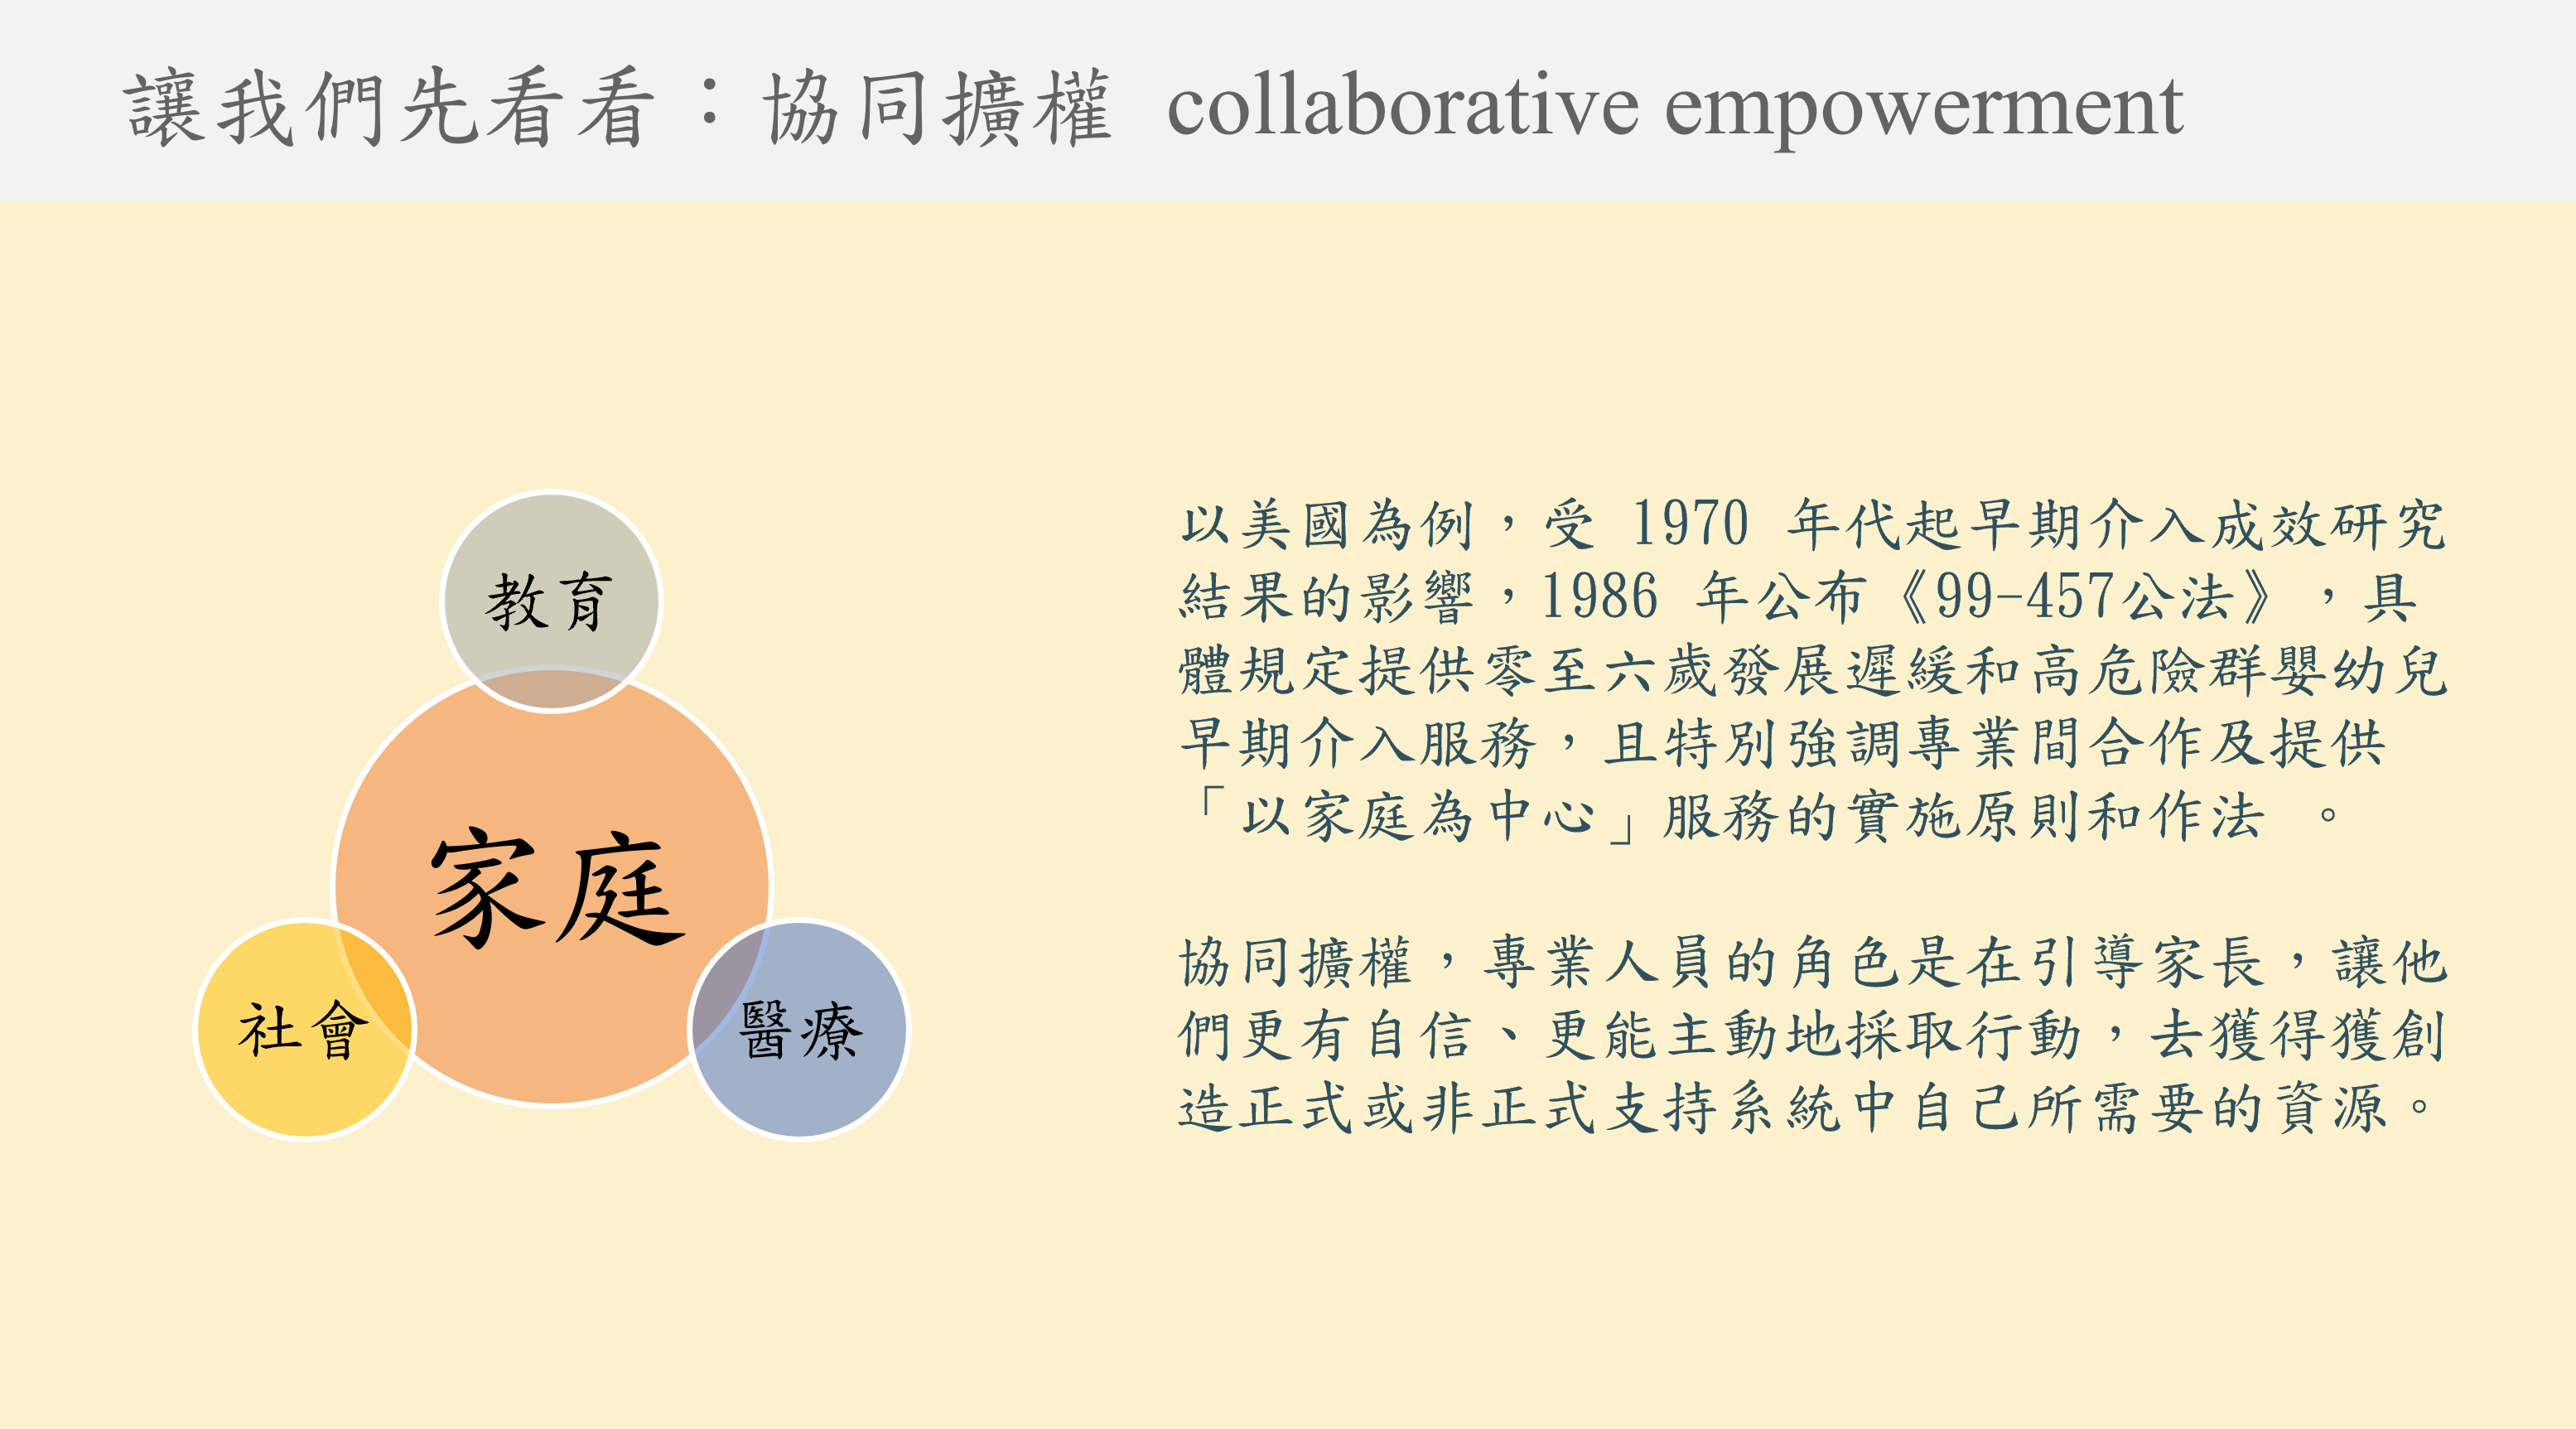 讓我們先看看：協同擴權 collaborative empowerment
教育
家庭
社會
醫療
以美國為例，受 1970 年代起早期介入成效研究
結果的影響，1986 年公布《99-457公法》，具
體規定提供零至六歲發展遲緩和高危險群嬰幼兒
早期介入服務，且特別強調專業間合作及提供
「以家庭為中心」服務的實施原則和作法 。
協同擴權，專業人員的角色是在引導家長，讓他
們更有自信、更能主動地採取行動，去獲得獲創
造正式或非正式支持系統中自己所需要的資源。